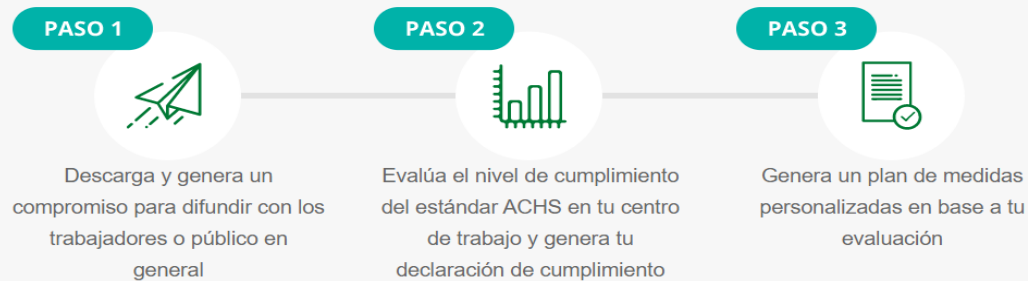 PASO 1
Descarga y genera un
compromiso para difundir con los
trabajadores o público en
general
PASO 2
Evalúa el nivel de cumplimiento
del estándar ACHS en tu centro
de trabajo y genera tu
declaración de cumplimiento
PASO 3
Genera un plan de medidas
personalizadas en base a tu
evaluación